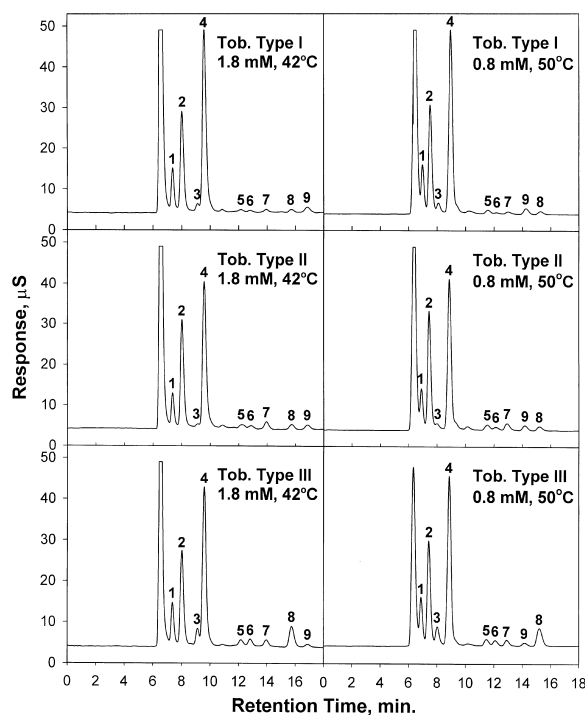 Response, µS
50
40
30
20
10
0
Tob. Type I
1.8 mM, 42°C
1 2 3 4 5 6 7 8 9
Tob. Type I
0.8 mM, 50°C
1 2 3 4 5 6 7 9 8
50
40
30
20
10
0
Tob. Type II
1.8 mM, 42°C
1 2 3 4 5 6 7 8 9
Tob. Type II
0.8 mM, 50°C
1 2 3 4 5 6 7 9 8
50
40
30
20
10
0
Tob. Type III
1.8 mM, 42°C
1 2 3 4 5 6 7 8 9
Tob. Type III
0.8 mM, 50°C
1 2 3 4 5 6 7 9 8
0 2 4 6 8 10 12 14 16 0 2 4 6 8 10 12 14 16 18
Retention Time, min.